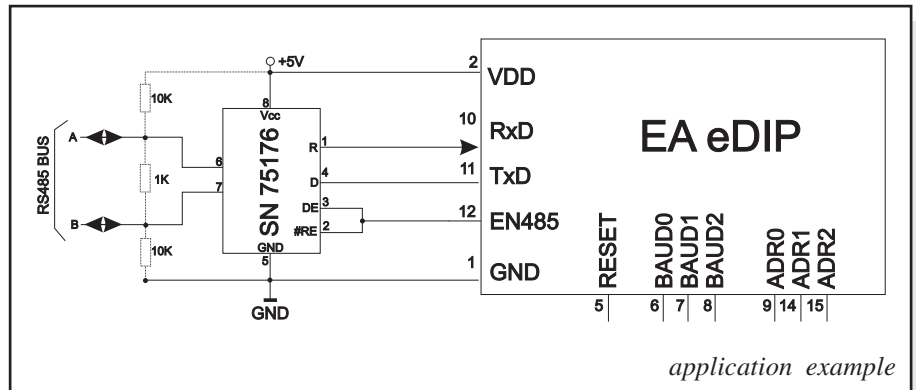 +5V
2
VDD
10K
8
Vcc
10
RxD
EA eDIP
A
R
1
11
TxD
RS485 BUS
1K
6
7
SN 75176
D
4
DE
3
12
EN485
B
#RE
2
10K
GND
5
1
GND
GND
RESET
BAUD0
BAUD1
BAUD2
ADR0
ADR1
ADR2
5
6
7
8
9
14
15
application example